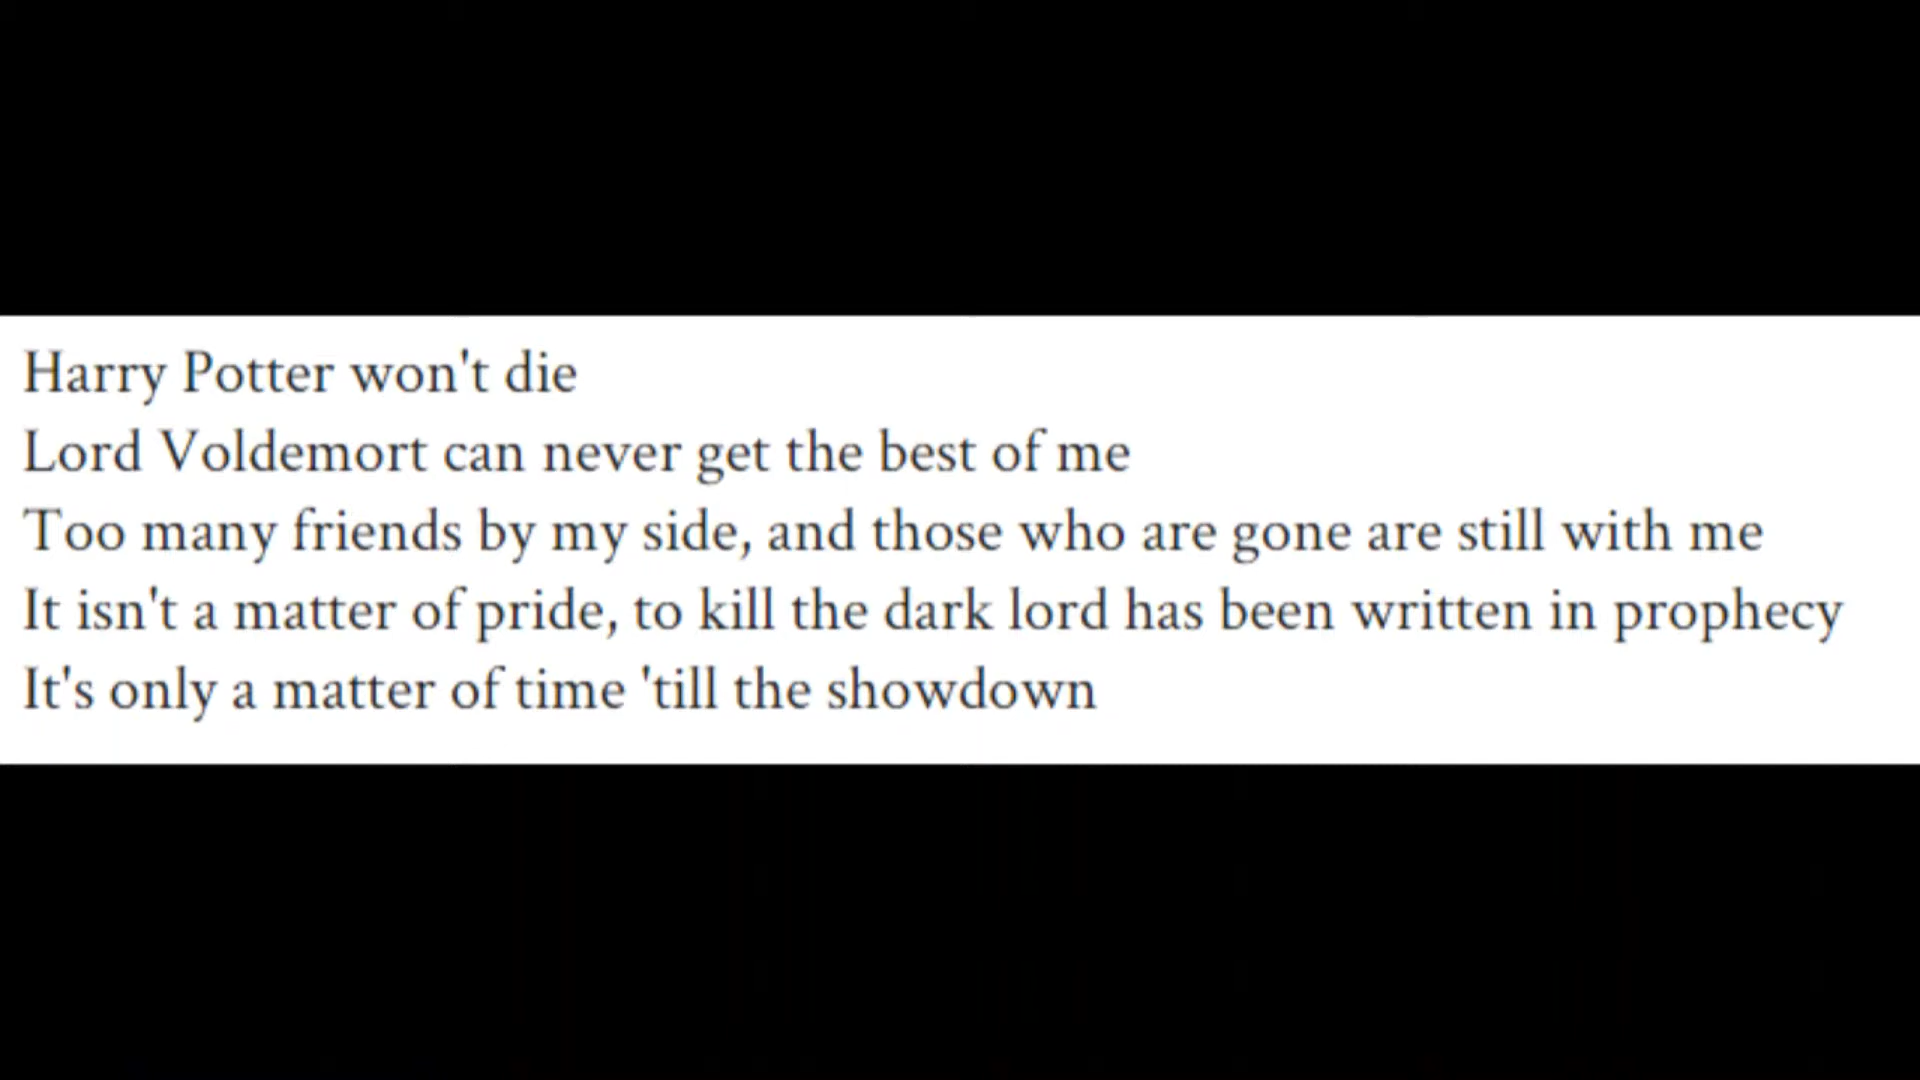 Harry Potter won't die
Lord Voldemort can never get the best of me
Too many friends by my side, and those who are gone are still with me
It isn't a matter of pride, to kill the dark lord has been written in prophecy
It's only a matter of time 'till the showdown